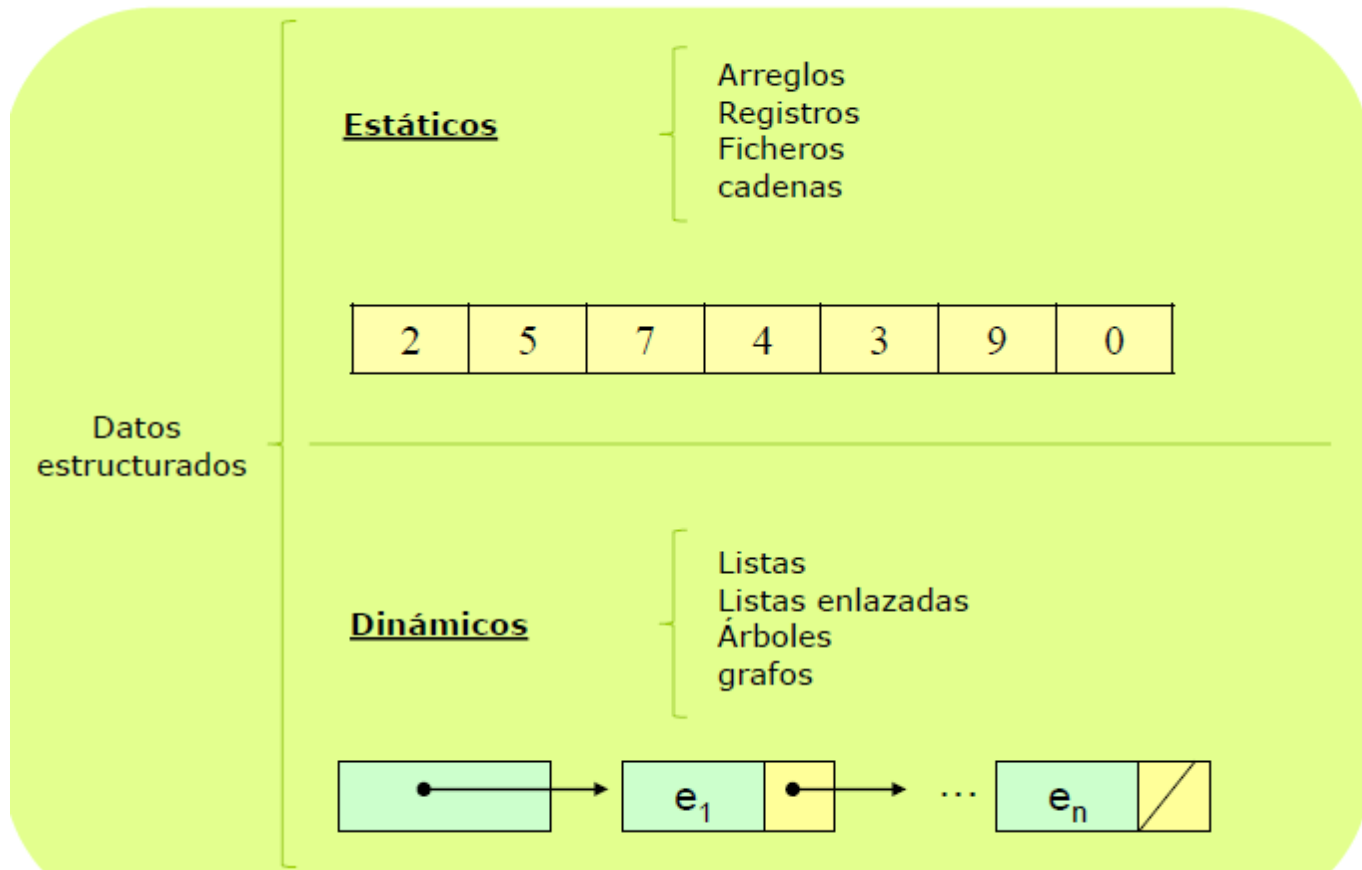 Estáticos
Arreglos
Registros
Ficheros
cadenas
2 5 7 4 3 9 0
Datos
estructurados
Dinámicos
Listas
Listas enlazadas
Árboles
grafos
e1 ... en